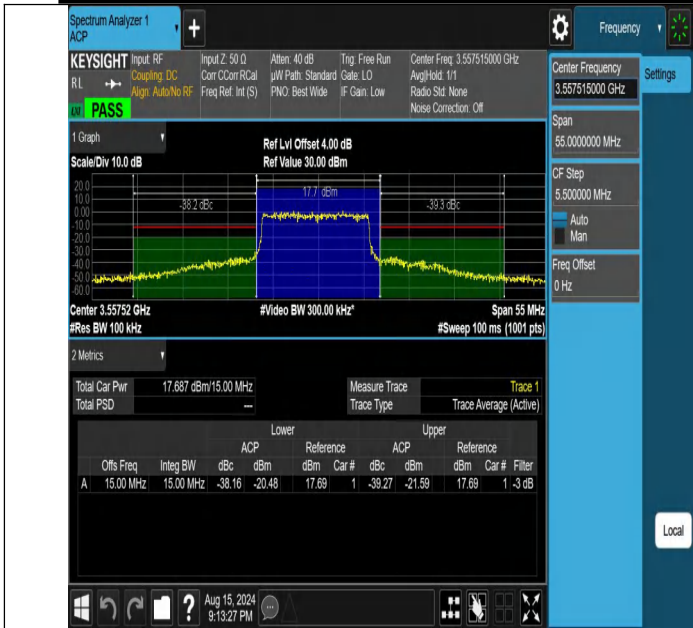 Spectrum Analyzer 1
ACP
+
Frequency
KEYSIGHT Input: RF Input Z: 50 Ω Atten: 40 dB Trig: Free Run Center Freq: 3.557515000 GHz
RL Coupling: DC Corr CCorr RCal µW Path: Standard Gate: LO Avg|Hold: 1/1
Align: Auto/No RF Freq Ref: Int (S) PNO: Best Wide IF Gain: Low Radio Std: None
PASS Noise Correction: Off
Center Frequency
3.557515000 GHz
Settings
Span
55.0000000 MHz
CF Step
5.500000 MHz
Auto
Man
Freq Offset
0 Hz
Local
1 Graph
Ref Lvl Offset 4.00 dB
Scale/Div 10.0 dB Ref Value 30.00 dBm
20.0
10.0
0.00
-10.0
-20.0
-30.0
-40.0
-50.0
-60.0
-38.2 dBc 17.7 dBm -39.3 dBc
Center 3.55752 GHz #Video BW 300.00 kHz* Span 55 MHz
#Res BW 100 kHz #Sweep 100 ms (1001 pts)
2 Metrics
Total Car Pwr 17.687 dBm/15.00 MHz Measure Trace Trace 1
Total PSD --- Trace Type Trace Average (Active)
Lower Upper
ACP Reference ACP Reference
Offs Freq Integ BW dBc dBm dBm Car # dBc dBm dBm Car # Filter
A 15.00 MHz 15.00 MHz -38.16 -20.48 17.69 1 -39.27 -21.59 17.69 1 -3 dB
?
Aug 15, 2024
9:13:27 PM